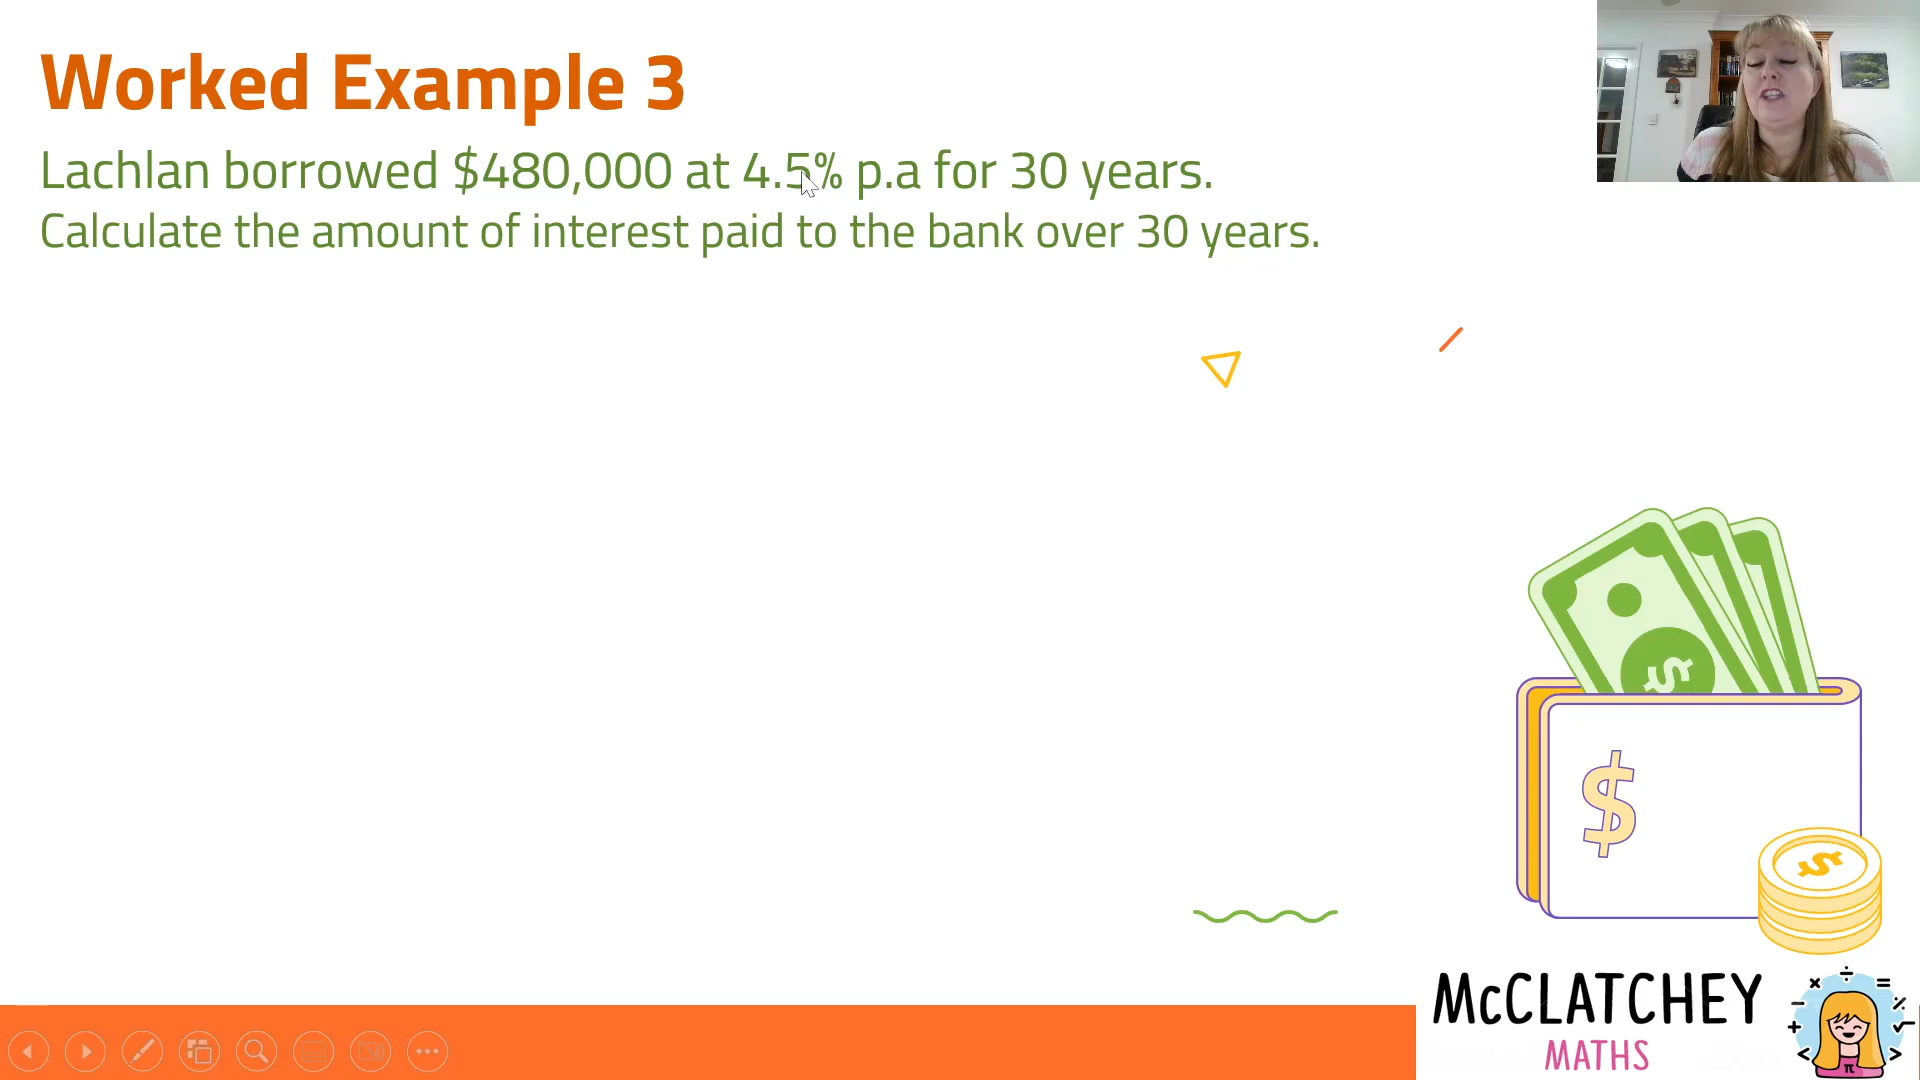 Worked Example 3
Lachlan borrowed $480,000 at 4.5% p.a for 30 years.
Calculate the amount of interest paid to the bank over 30 years.
$
$
$
McCLATCHEY
MATHS
π